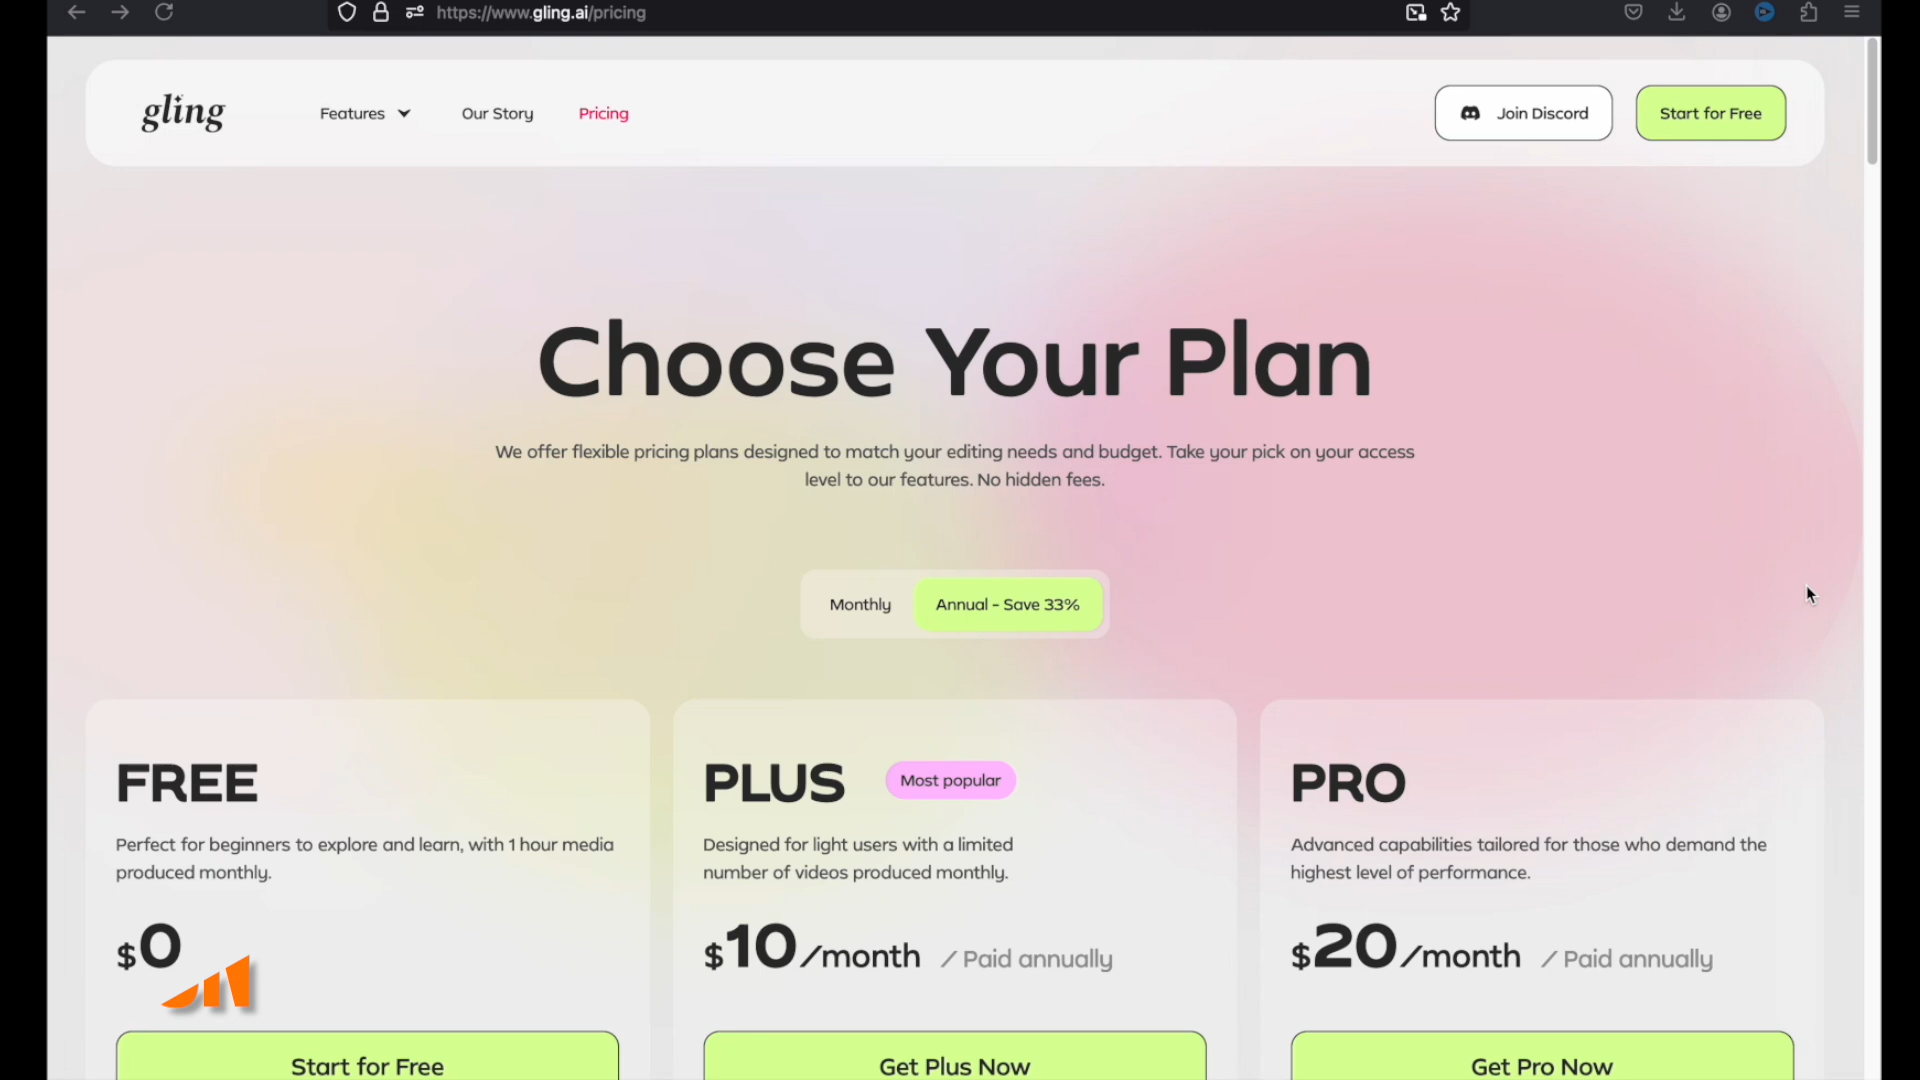 https://www.gling.ai/pricing
gling
Features
Our Story
Pricing
Join Discord
Start for Free
Choose Your Plan
We offer flexible pricing plans designed to match your editing needs and budget. Take your pick on your access
level to our features. No hidden fees.
Monthly
Annual - Save 33%
FREE
Perfect for beginners to explore and learn, with 1 hour media
produced monthly.
$0
Start for Free
PLUS
Most popular
Designed for light users with a limited
number of videos produced monthly.
$10/month / Paid annually
Get Plus Now
PRO
Advanced capabilities tailored for those who demand the
highest level of performance.
$20/month / Paid annually
Get Pro Now